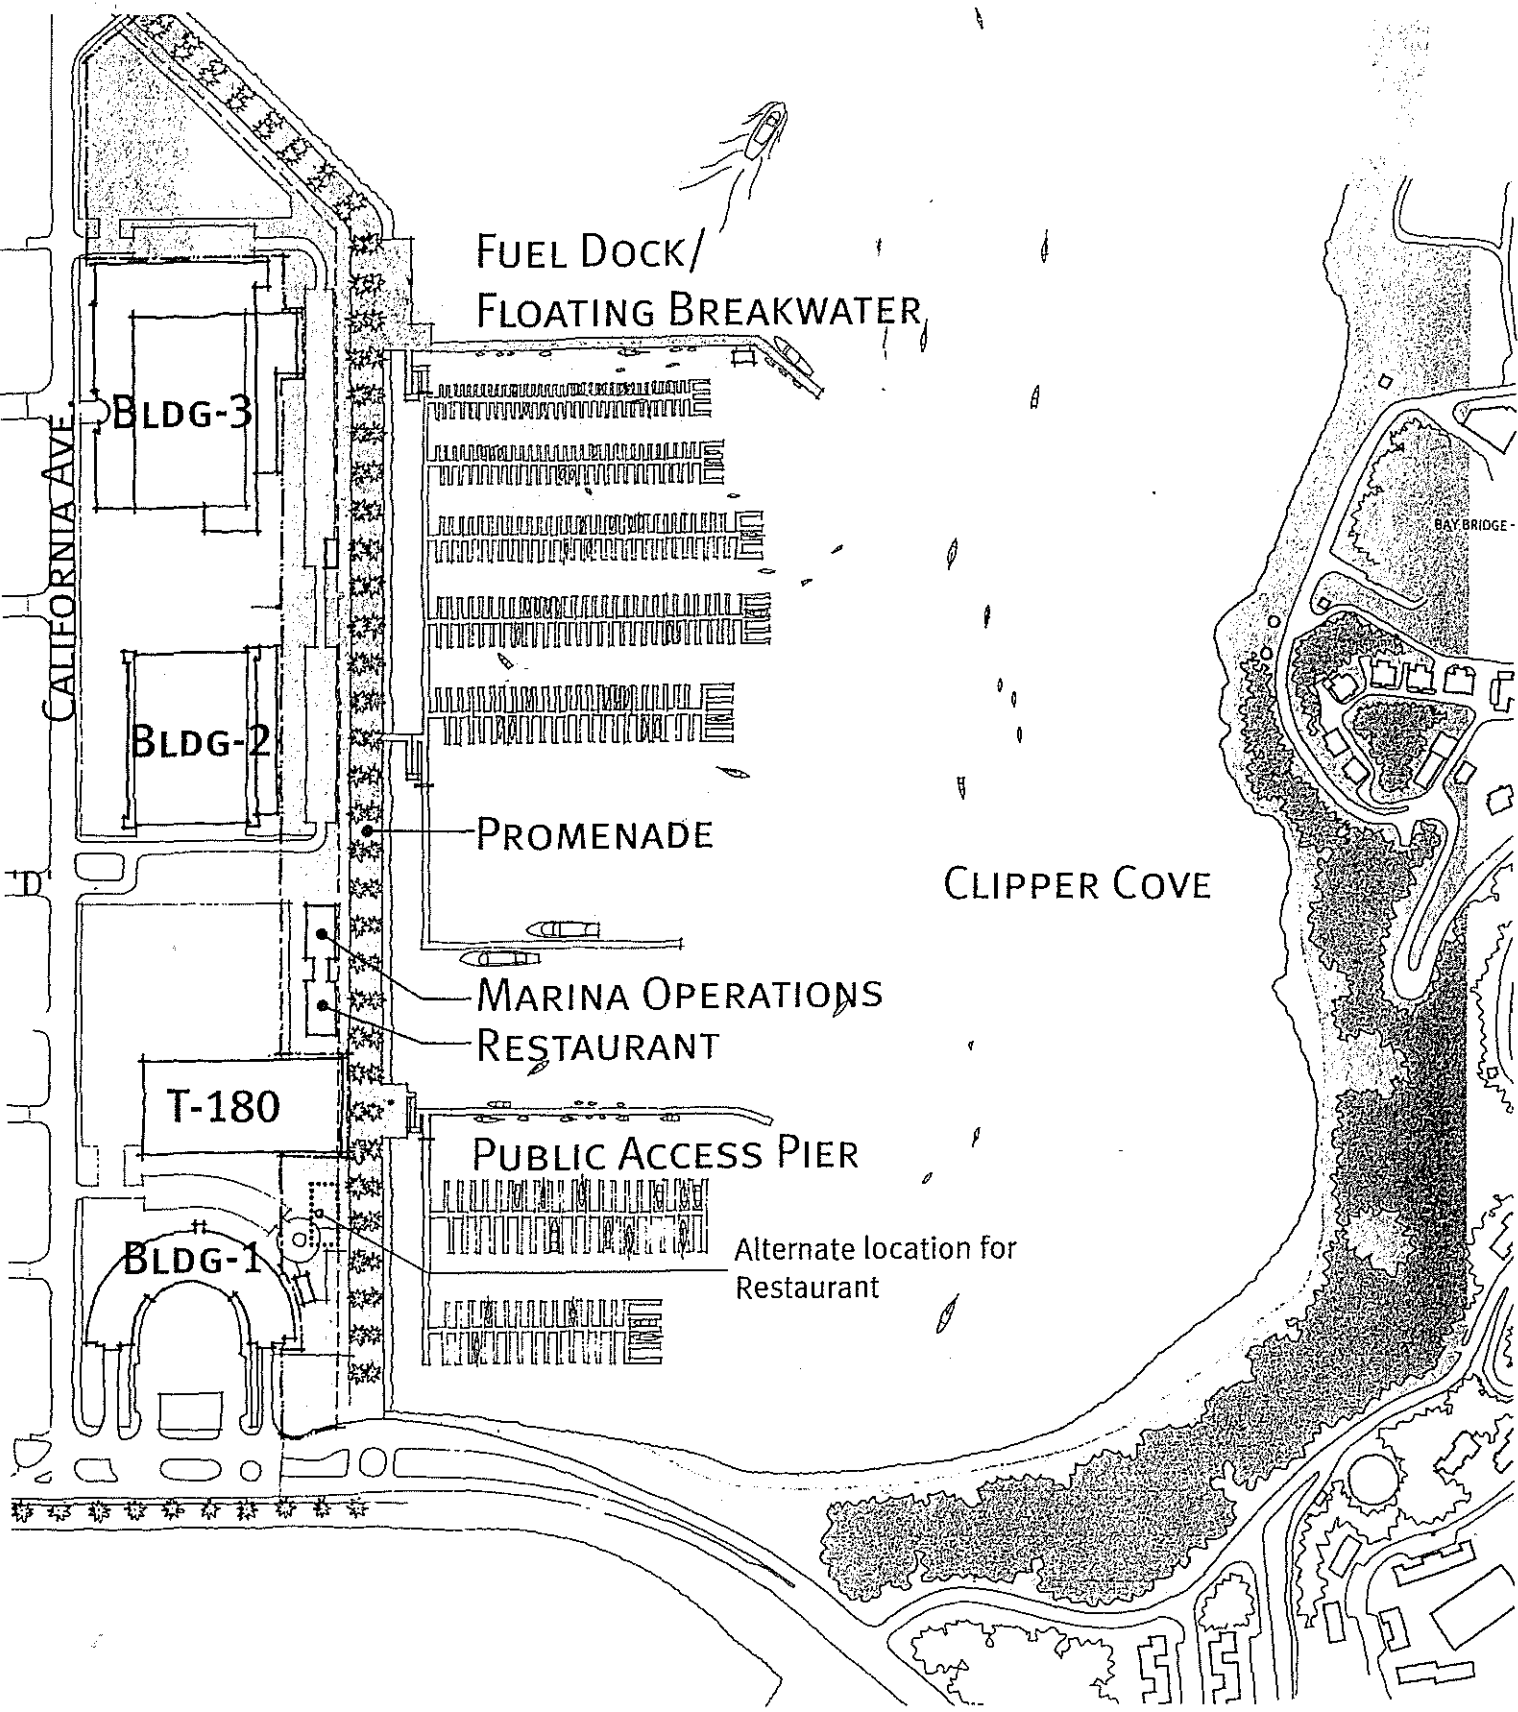 FUEL DOCK/
FLOATING BREAKWATER
BLDG-3
CALIFORNIA AVE.
BAY BRIDGE -
BLDG-2
PROMENADE
CLIPPER COVE
D
MARINA OPERATIONS
RESTAURANT
T-180
PUBLIC ACCESS PIER
BLDG-1
Alternate location for
Restaurant